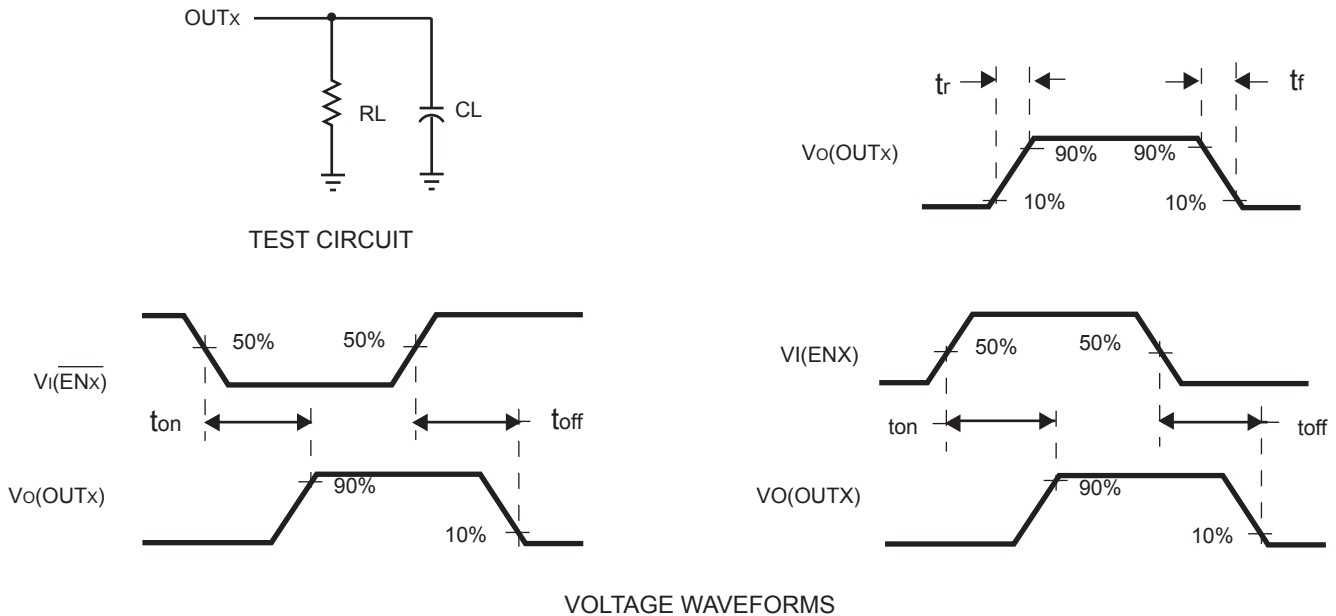 OUTx
RL
CL
TEST CIRCUIT
tr
tf
VO(OUTx)
90%
90%
10%
10%
50%
50%
VI(ENx)
ton
toff
VO(OUTx)
90%
10%
VI(ENX)
50%
50%
ton
toff
VO(OUTX)
90%
10%
VOLTAGE WAVEFORMS